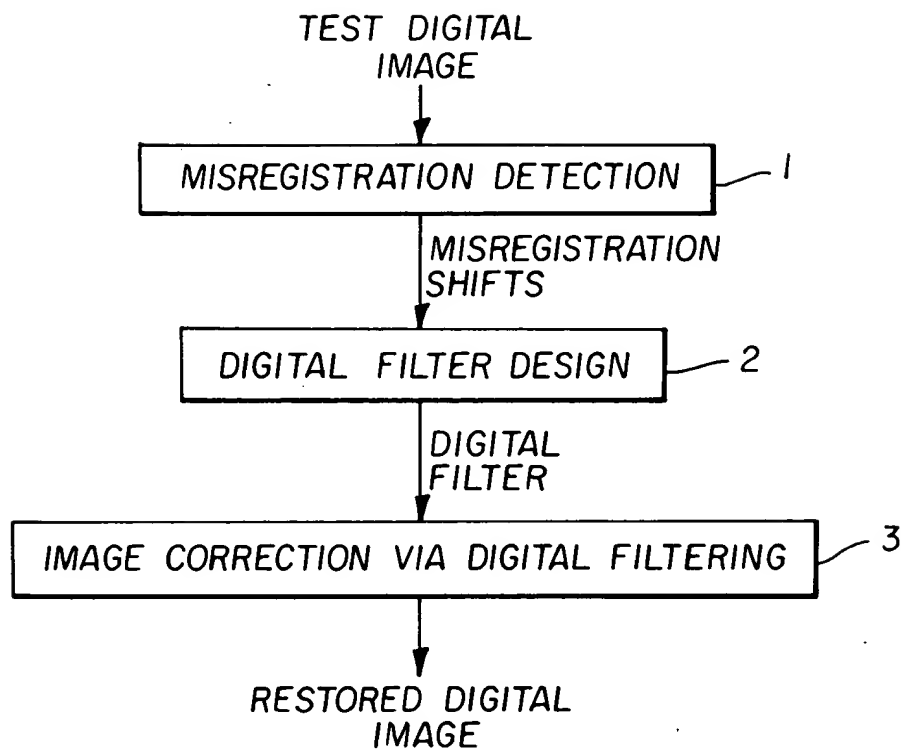 TEST DIGITAL
IMAGE
MISREGISTRATION DETECTION
1
MISREGISTRATION
SHIFTS
DIGITAL FILTER DESIGN
2
DIGITAL
FILTER
IMAGE CORRECTION VIA DIGITAL FILTERING
3
RESTORED DIGITAL
IMAGE